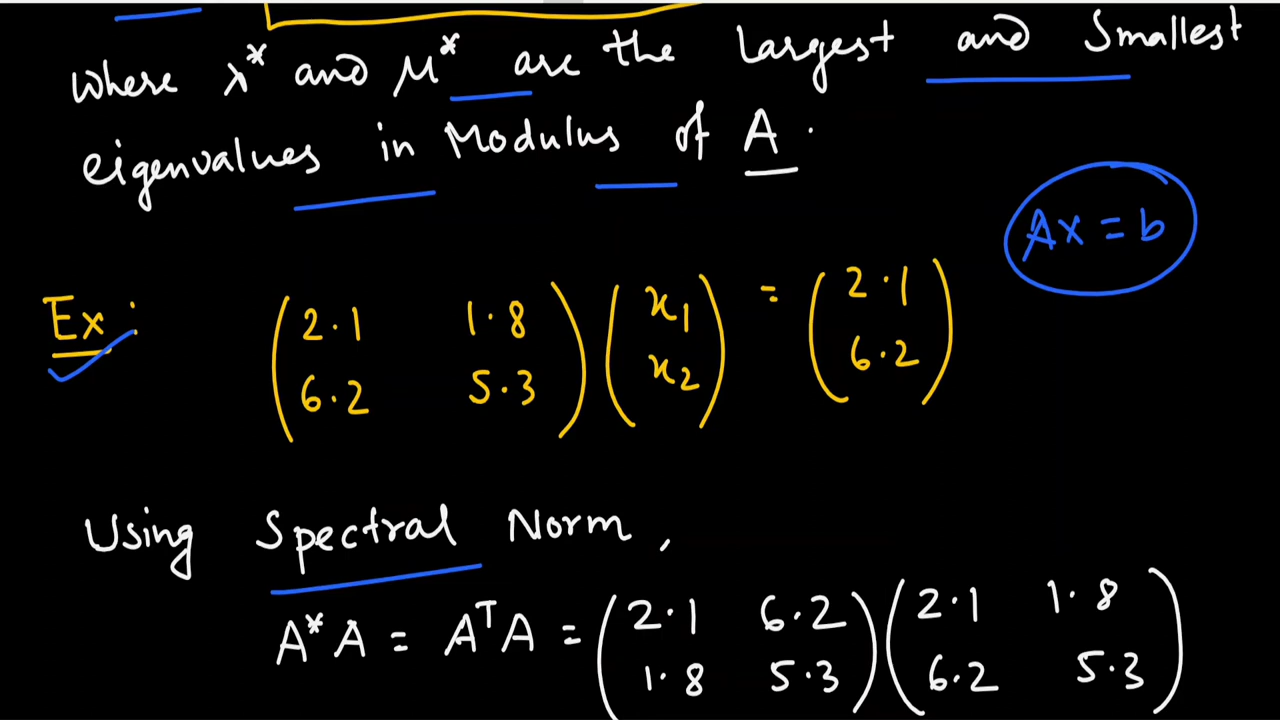 where λ* and μ* are the largest and Smallest
eigenvalues in Modulus of A.
Ax = b
Ex: (2.1 1.8) (x1) = (2.1)
(6.2 5.3) (x2) (6.2)
Using Spectral Norm,
A*A = AᵀA = (2.1 6.2) (2.1 1.8)
(1.8 5.3) (6.2 5.3)